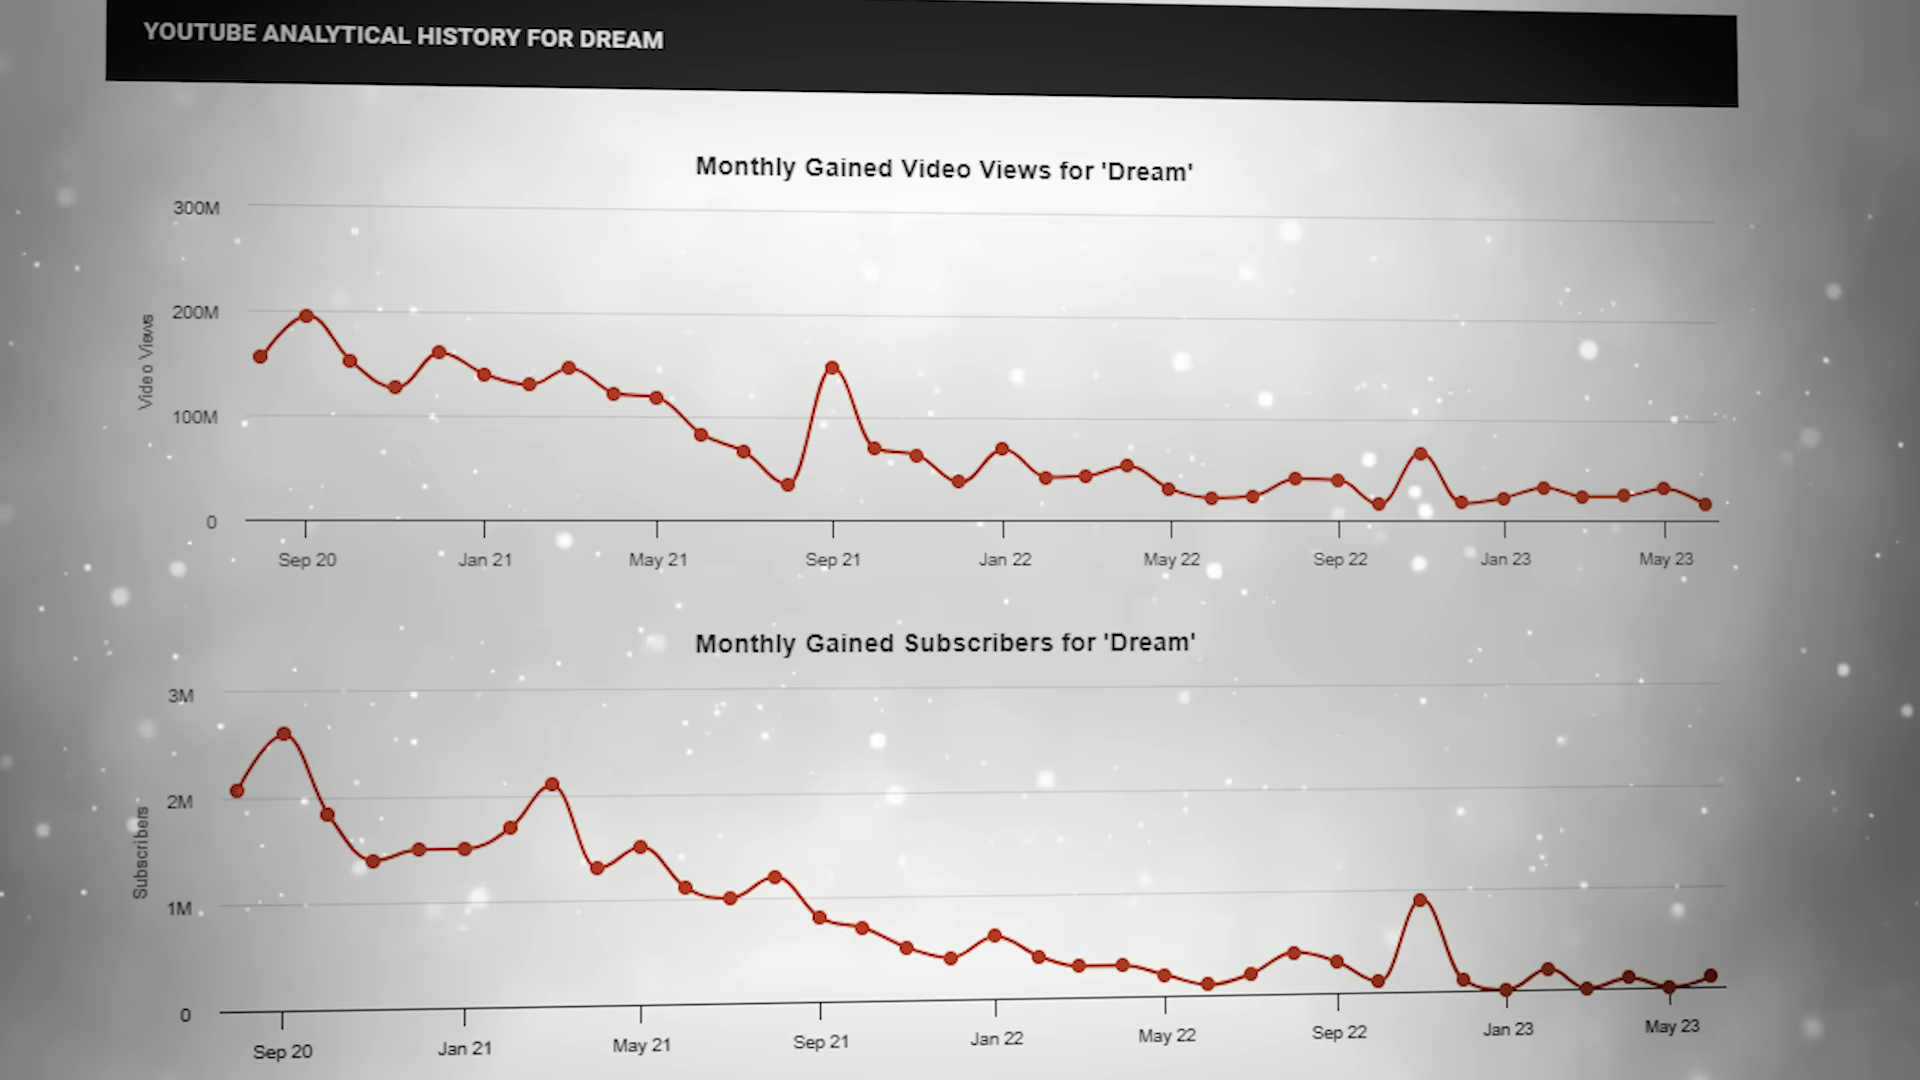 YOUTUBE ANALYTICAL HISTORY FOR DREAM
Monthly Gained Video Views for 'Dream'
300M
200M
100M
0
Video Views
Sep 20 Jan 21 May 21 Sep 21 Jan 22 May 22 Sep 22 Jan 23 May 23
Monthly Gained Subscribers for 'Dream'
3M
2M
1M
0
Subscribers
Sep 20 Jan 21 May 21 Sep 21 Jan 22 May 22 Sep 22 Jan 23 May 23